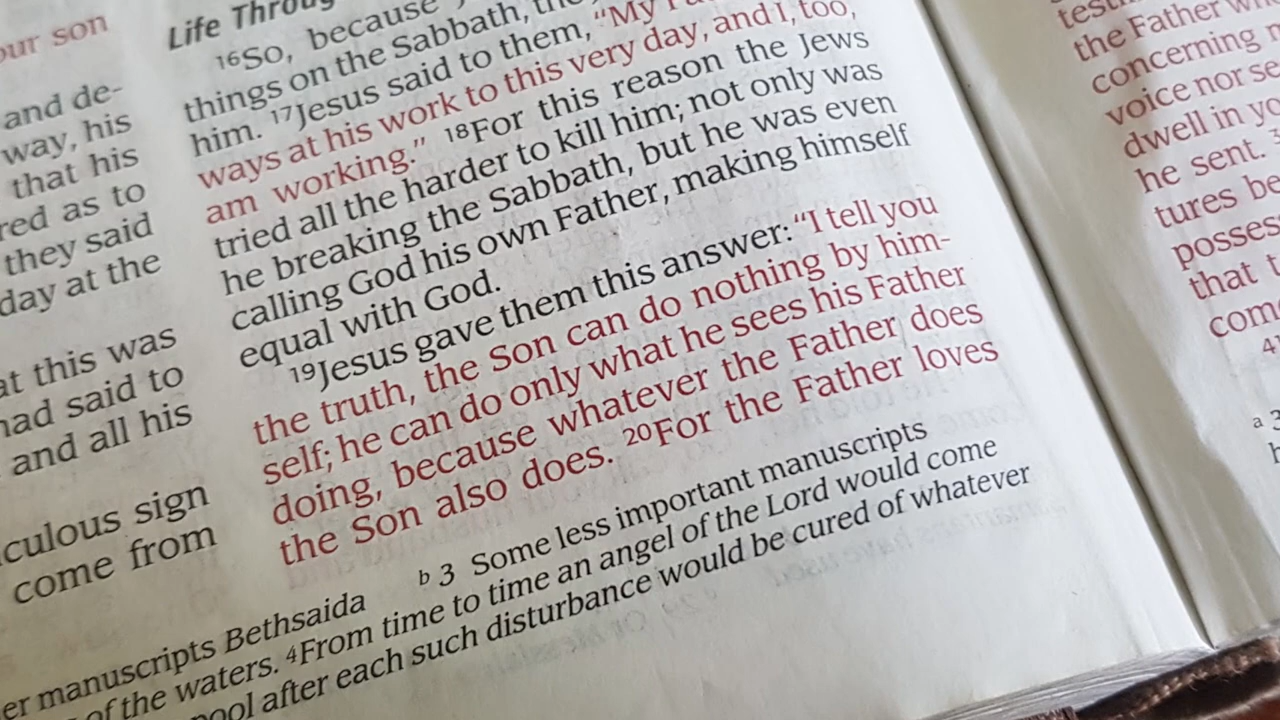 our son
and de-
way, his
that his
red as to
they said
day at the
at this was
had said to
and all his
culous sign
come from
Life Throu
16So, because
things on the Sabbath, the
him. 17Jesus said to them, “My
ways at his work to this very day, and I, too,
am working.” 18For this reason the Jews
tried all the harder to kill him; not only was
he breaking the Sabbath, but he was even
calling God his own Father, making himself
equal with God.
19Jesus gave them this answer: “I tell you
the truth, the Son can do nothing by him-
self; he can do only what he sees his Father
doing, because whatever the Father does
the Son also does. 20For the Father loves
er manuscripts Bethsaida b 3 Some less important manuscripts
of the waters. 4From time to time an angel of the Lord would come
pool after each such disturbance would be cured of whatever
the Father
concerning
voice nor se
dwell in yo
he sent.
tures be
posses
that t
com
a 3